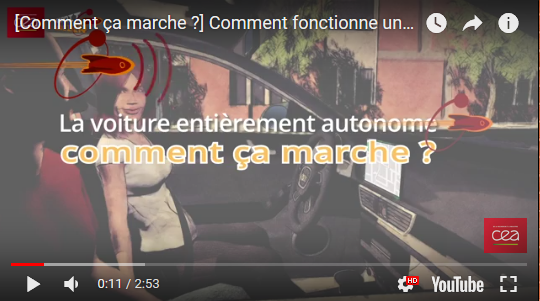 [Comment ça marche ?] Comment fonctionne un...
La voiture entièrement autonome
comment ça marche ?
cea
0:11 / 2:53
HD
YouTube